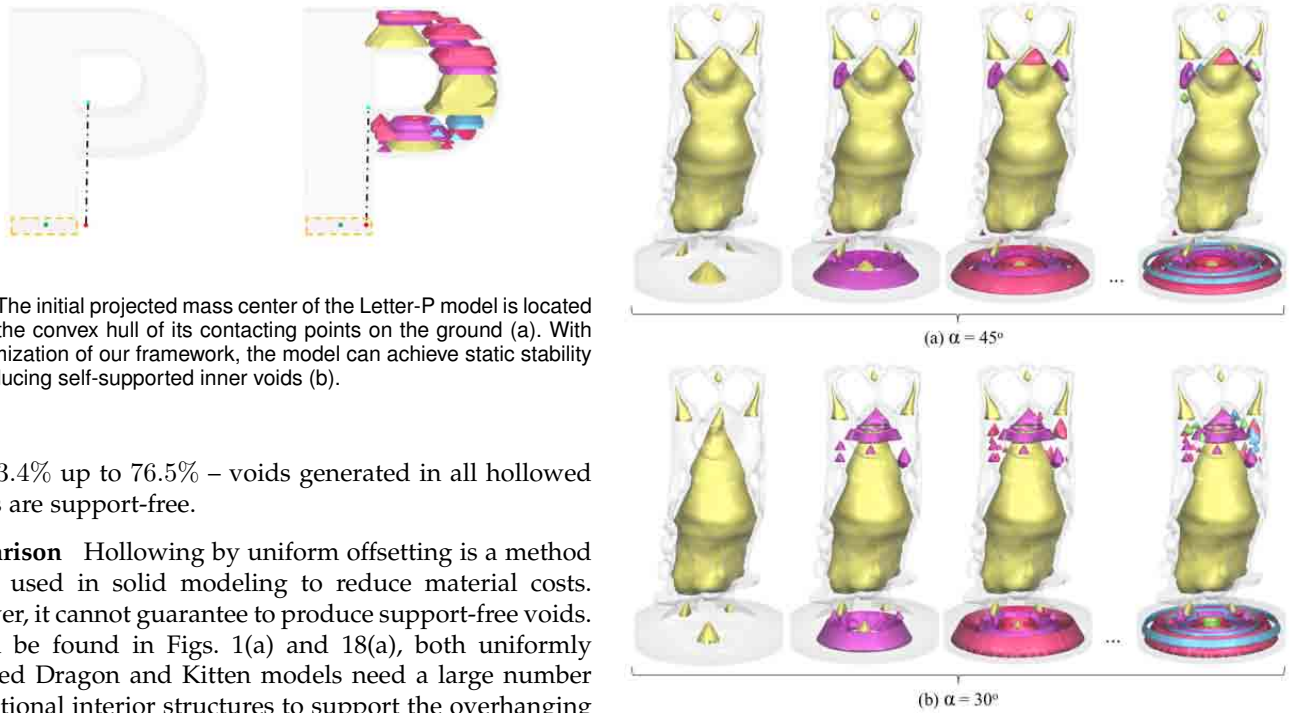 The initial projected mass center of the Letter-P model is located
the convex hull of its contacting points on the ground (a). With
mization of our framework, the model can achieve static stability
ducing self-supported inner voids (b).
3.4% up to 76.5% – voids generated in all hollowed
s are support-free.
arison Hollowing by uniform offsetting is a method
used in solid modeling to reduce material costs.
ver, it cannot guarantee to produce support-free voids.
be found in Figs. 1(a) and 18(a), both uniformly
ed Dragon and Kitten models need a large number
tional interior structures to support the overhanging
...
(a) α = 45°
...
(b) α = 30°